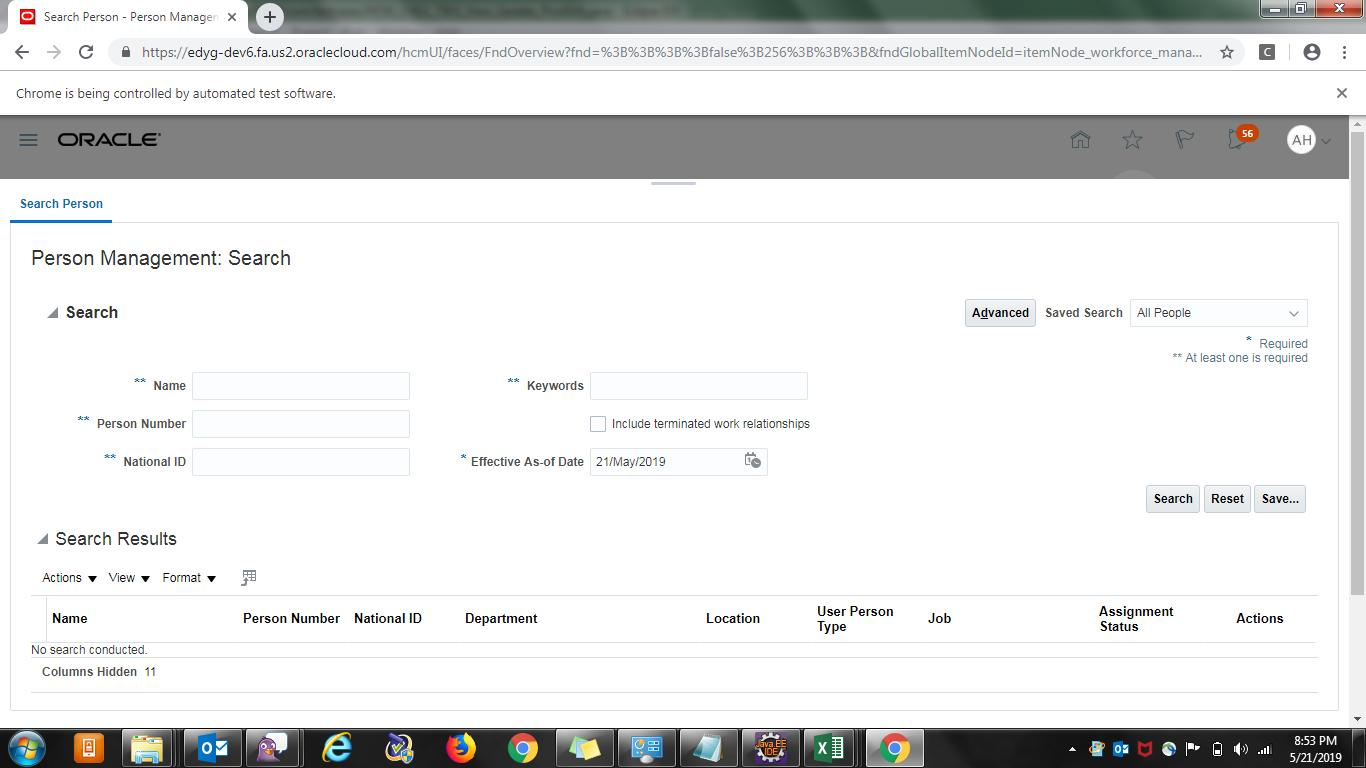 Search Person - Person Managen
https://edyg-dev6.fa.us2.oraclecloud.com/hcmUI/faces/FndOverview?fnd=%3B%3B%3B%3Bfalse%3B256%3B%3B%3B&fndGlobalItemNodeId=itemNode_workforce_mana...
C
Chrome is being controlled by automated test software.
ORACLE
56
AH
Search Person
Person Management: Search
Search
Advanced Saved Search All People
* Required
** At least one is required
** Name ** Keywords
** Person Number Include terminated work relationships
** National ID * Effective As-of Date 21/May/2019
Search Reset Save...
Search Results
Actions View Format
Name Person Number National ID Department Location User Person Type Job Assignment Status Actions
No search conducted.
Columns Hidden 11
Java EE
IDE
8:53 PM
5/21/2019